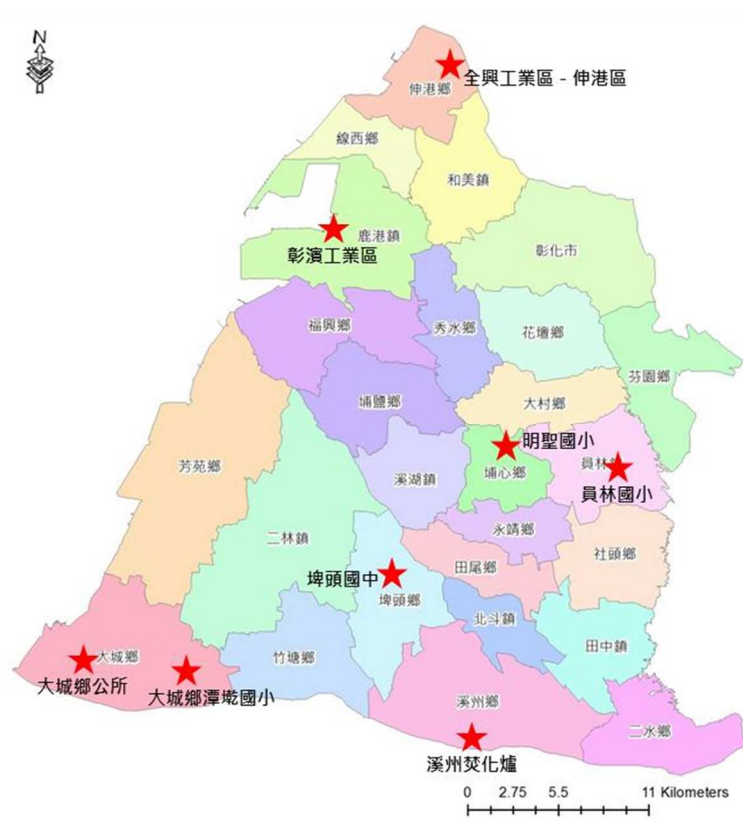 N
全興工業區 - 伸港區
伸港鄉
線西鄉
和美鎮
鹿港鎮
彰濱工業區
彰化市
福興鄉
秀水鄉
花壇鄉
芬園鄉
埔鹽鄉
大村鄉
明聖國小
芳苑鄉
溪湖鎮
埔心鄉
員林
員林國小
二林鎮
永靖鄉
社頭鄉
田尾鄉
埤頭國中
埤頭鄉
北斗鎮
田中鎮
大城鄉
竹塘鄉
大城鄉公所
大城鄉潭墘國小
溪州鄉
二水鄉
溪州焚化爐
0 2.75 5.5 11 Kilometers